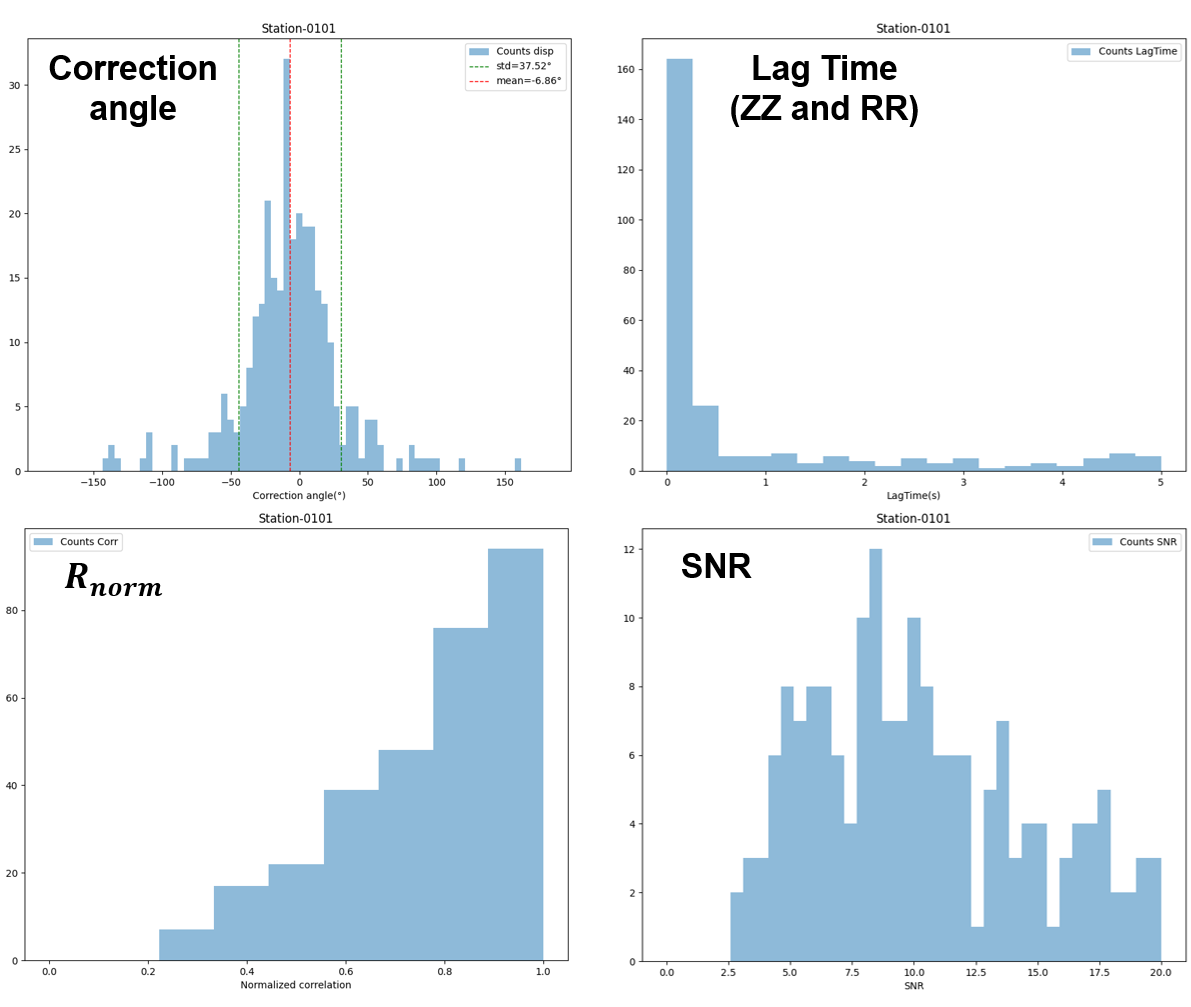 Station-0101
Correction
angle
Counts disp
std=37.52°
mean=-6.86°
30
25
20
15
10
5
0
−150 −100 −50 0 50 100 150
Correction angle(°)
Station-0101
Lag Time
(ZZ and RR)
Counts LagTime
160
140
120
100
80
60
40
20
0
0 1 2 3 4 5
LagTime(s)
Station-0101
Counts Corr
R_norm
80
60
40
20
0
0.0 0.2 0.4 0.6 0.8 1.0
Normalized correlation
Station-0101
SNR
Counts SNR
12
10
8
6
4
2
0
0.0 2.5 5.0 7.5 10.0 12.5 15.0 17.5 20.0
SNR